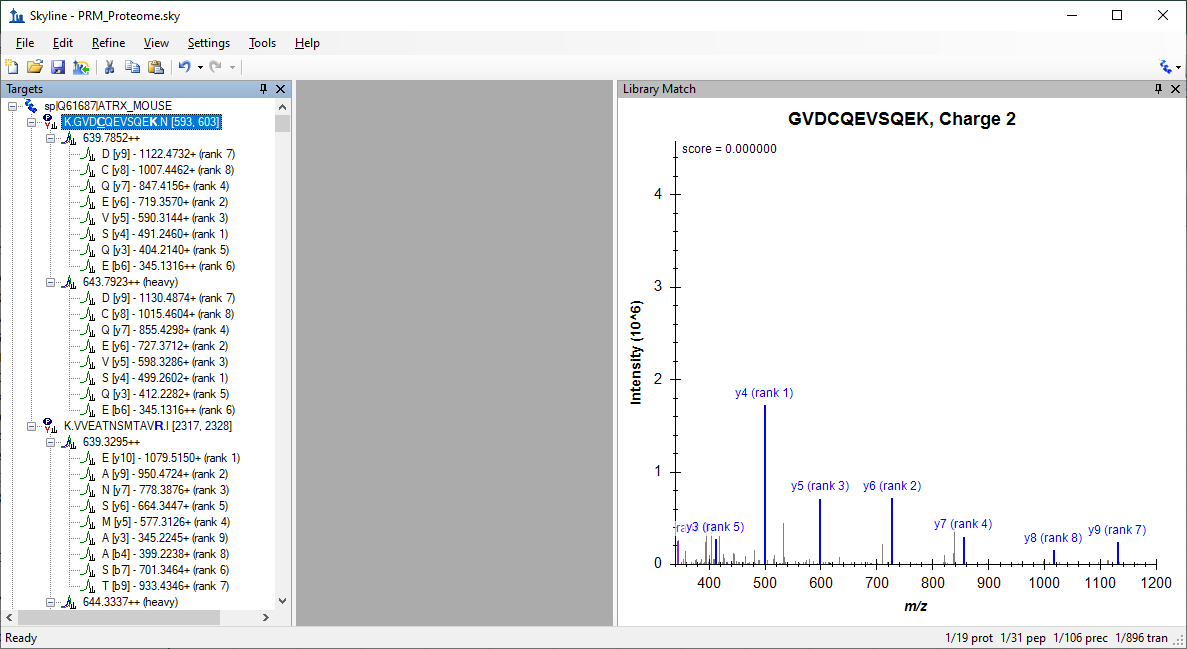 Skyline - PRM_Proteome.sky
File Edit Refine View Settings Tools Help
Targets
sp|Q61687|ATRX_MOUSE
K.GVDCQEVSQEK.N [593, 603]
639.7852++
D [y9] - 1122.4732+ (rank 7)
C [y8] - 1007.4462+ (rank 8)
Q [y7] - 847.4156+ (rank 4)
E [y6] - 719.3570+ (rank 2)
V [y5] - 590.3144+ (rank 3)
S [y4] - 491.2460+ (rank 1)
Q [y3] - 404.2140+ (rank 5)
E [b6] - 345.1316++ (rank 6)
643.7923++ (heavy)
D [y9] - 1130.4874+ (rank 7)
C [y8] - 1015.4604+ (rank 8)
Q [y7] - 855.4298+ (rank 4)
E [y6] - 727.3712+ (rank 2)
V [y5] - 598.3286+ (rank 3)
S [y4] - 499.2602+ (rank 1)
Q [y3] - 412.2282+ (rank 5)
E [b6] - 345.1316++ (rank 6)
K.VVEATNSMTAVR.I [2317, 2328]
639.3295++
E [y10] - 1079.5150+ (rank 1)
A [y9] - 950.4724+ (rank 2)
N [y7] - 778.3876+ (rank 3)
S [y6] - 664.3447+ (rank 5)
M [y5] - 577.3126+ (rank 4)
A [y3] - 345.2245+ (rank 9)
A [b4] - 399.2238+ (rank 8)
S [b7] - 701.3464+ (rank 6)
T [b9] - 933.4346+ (rank 7)
644.3337++ (heavy)
Library Match
GVDCQEVSQEK, Charge 2
score = 0.000000
Intensity (10^6)
4
3
2
1
0
y4 (rank 1)
y5 (rank 3) y6 (rank 2)
y3 (rank 5) y7 (rank 4) y8 (rank 8) y9 (rank 7)
400 500 600 700 800 900 1000 1100 1200
m/z
Ready
1/19 prot 1/31 pep 1/106 prec 1/896 tran